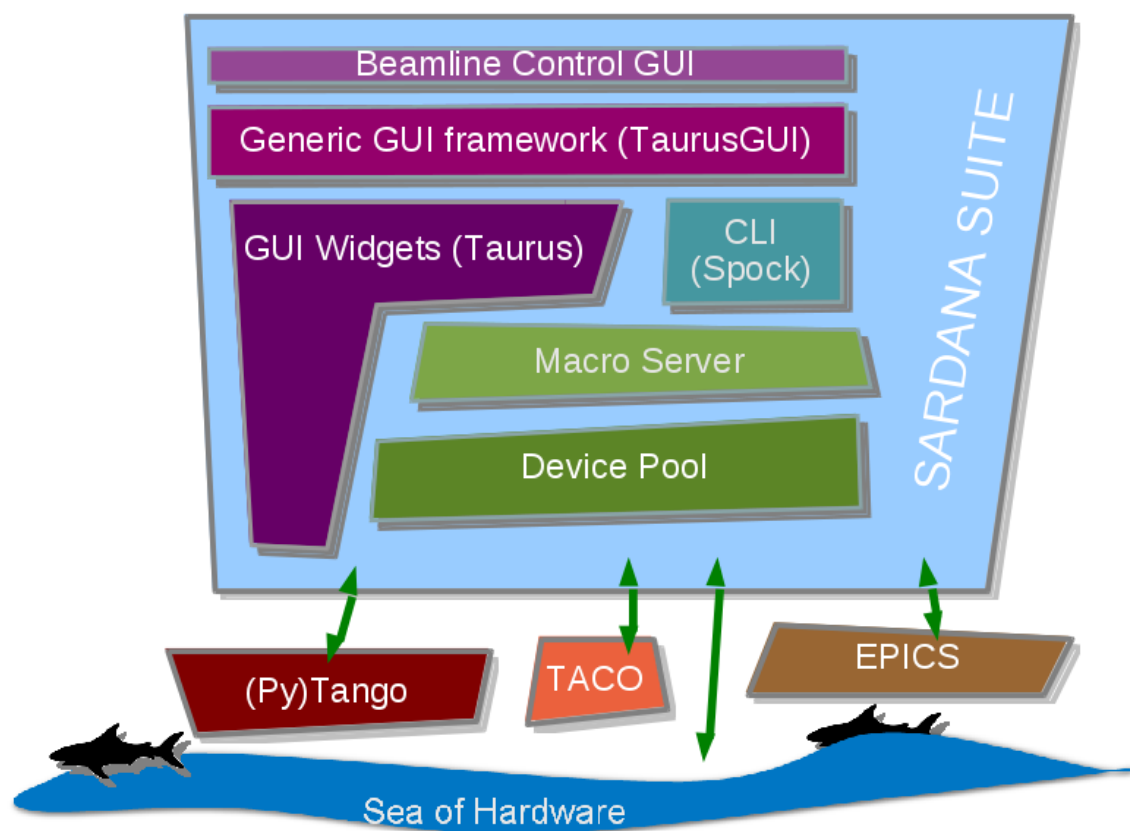 Beamline Control GUI
Generic GUI framework (TaurusGUI)
GUI Widgets (Taurus)
CLI
(Spock)
Macro Server
Device Pool
SARDANA SUITE
(Py)Tango
TACO
EPICS
Sea of Hardware